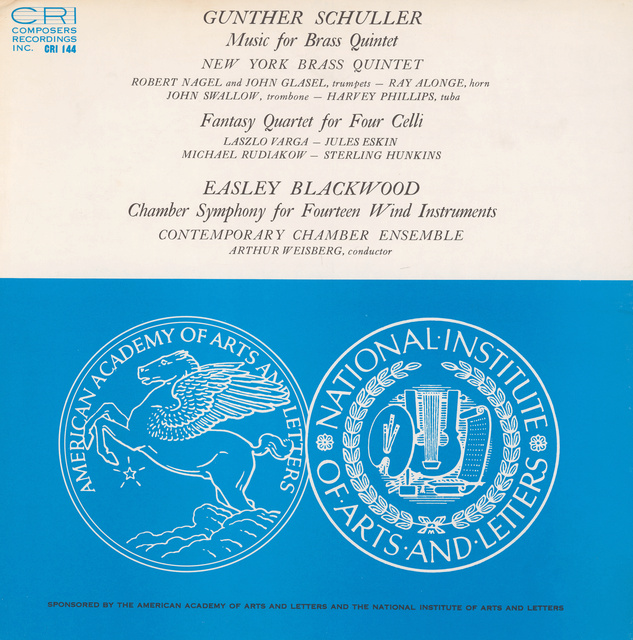 CRI
COMPOSERS
RECORDINGS
INC. CRI 144
GUNTHER SCHULLER
Music for Brass Quintet
NEW YORK BRASS QUINTET
ROBERT NAGEL and JOHN GLASEL, trumpets — RAY ALONGE, horn
JOHN SWALLOW, trombone — HARVEY PHILLIPS, tuba
Fantasy Quartet for Four Celli
LASZLO VARGA — JULES ESKIN
MICHAEL RUDIAKOW — STERLING HUNKINS
EASLEY BLACKWOOD
Chamber Symphony for Fourteen Wind Instruments
CONTEMPORARY CHAMBER ENSEMBLE
ARTHUR WEISBERG, conductor
AMERICAN ACADEMY OF ARTS AND LETTERS
NATIONAL·INSTITUTE
OF·ARTS·AND·LETTERS
SPONSORED BY THE AMERICAN ACADEMY OF ARTS AND LETTERS AND THE NATIONAL INSTITUTE OF ARTS AND LETTERS